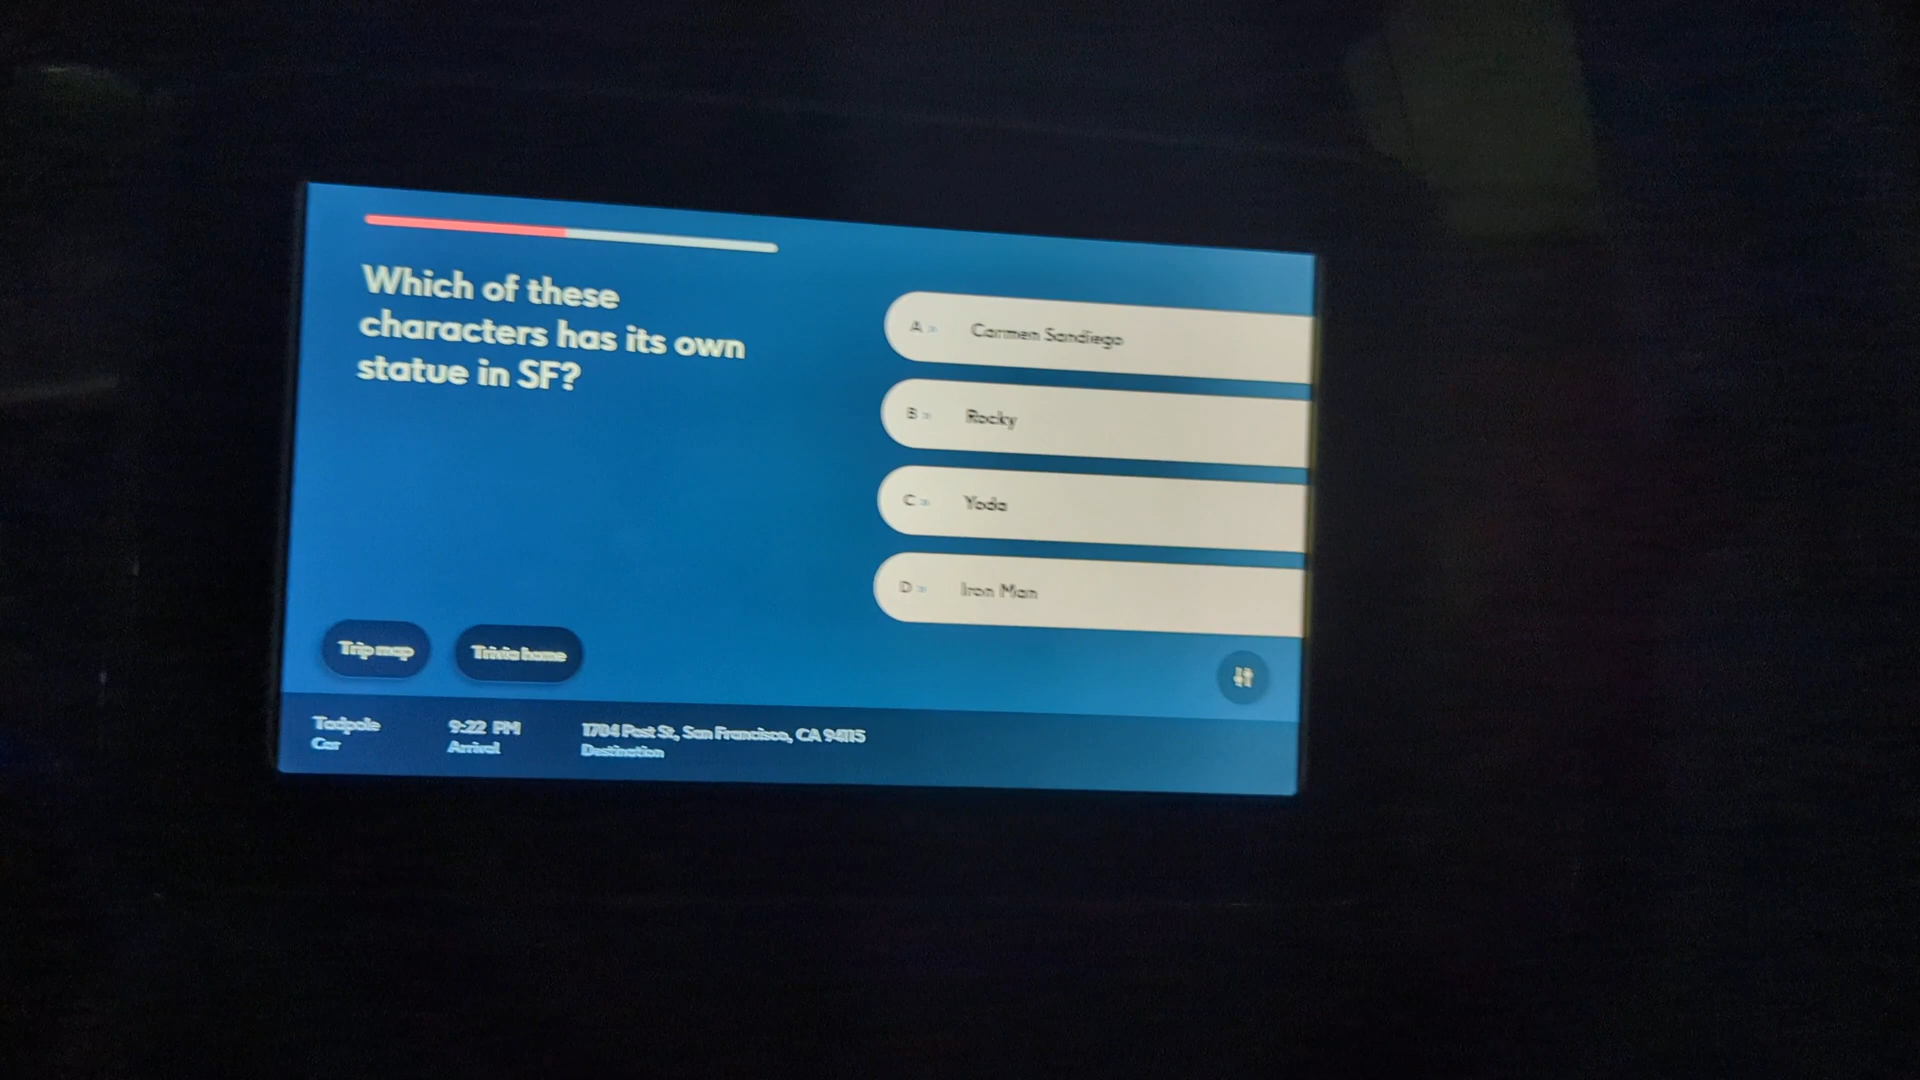 Which of these
characters has its own
statue in SF?
A
Carmen Sandiego
B
Rocky
C
Yoda
D
Iron Man
Trip map
Trivia home
Tadpole
Car
9:22 PM
Arrival
1704 Post St, San Francisco, CA 94115
Destination